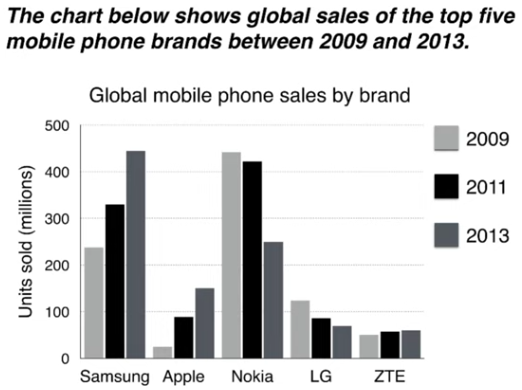 The chart below shows global sales of the top five
mobile phone brands between 2009 and 2013.
Global mobile phone sales by brand
Units sold (millions)
500
400
300
200
100
0
Samsung Apple Nokia LG ZTE
2009
2011
2013